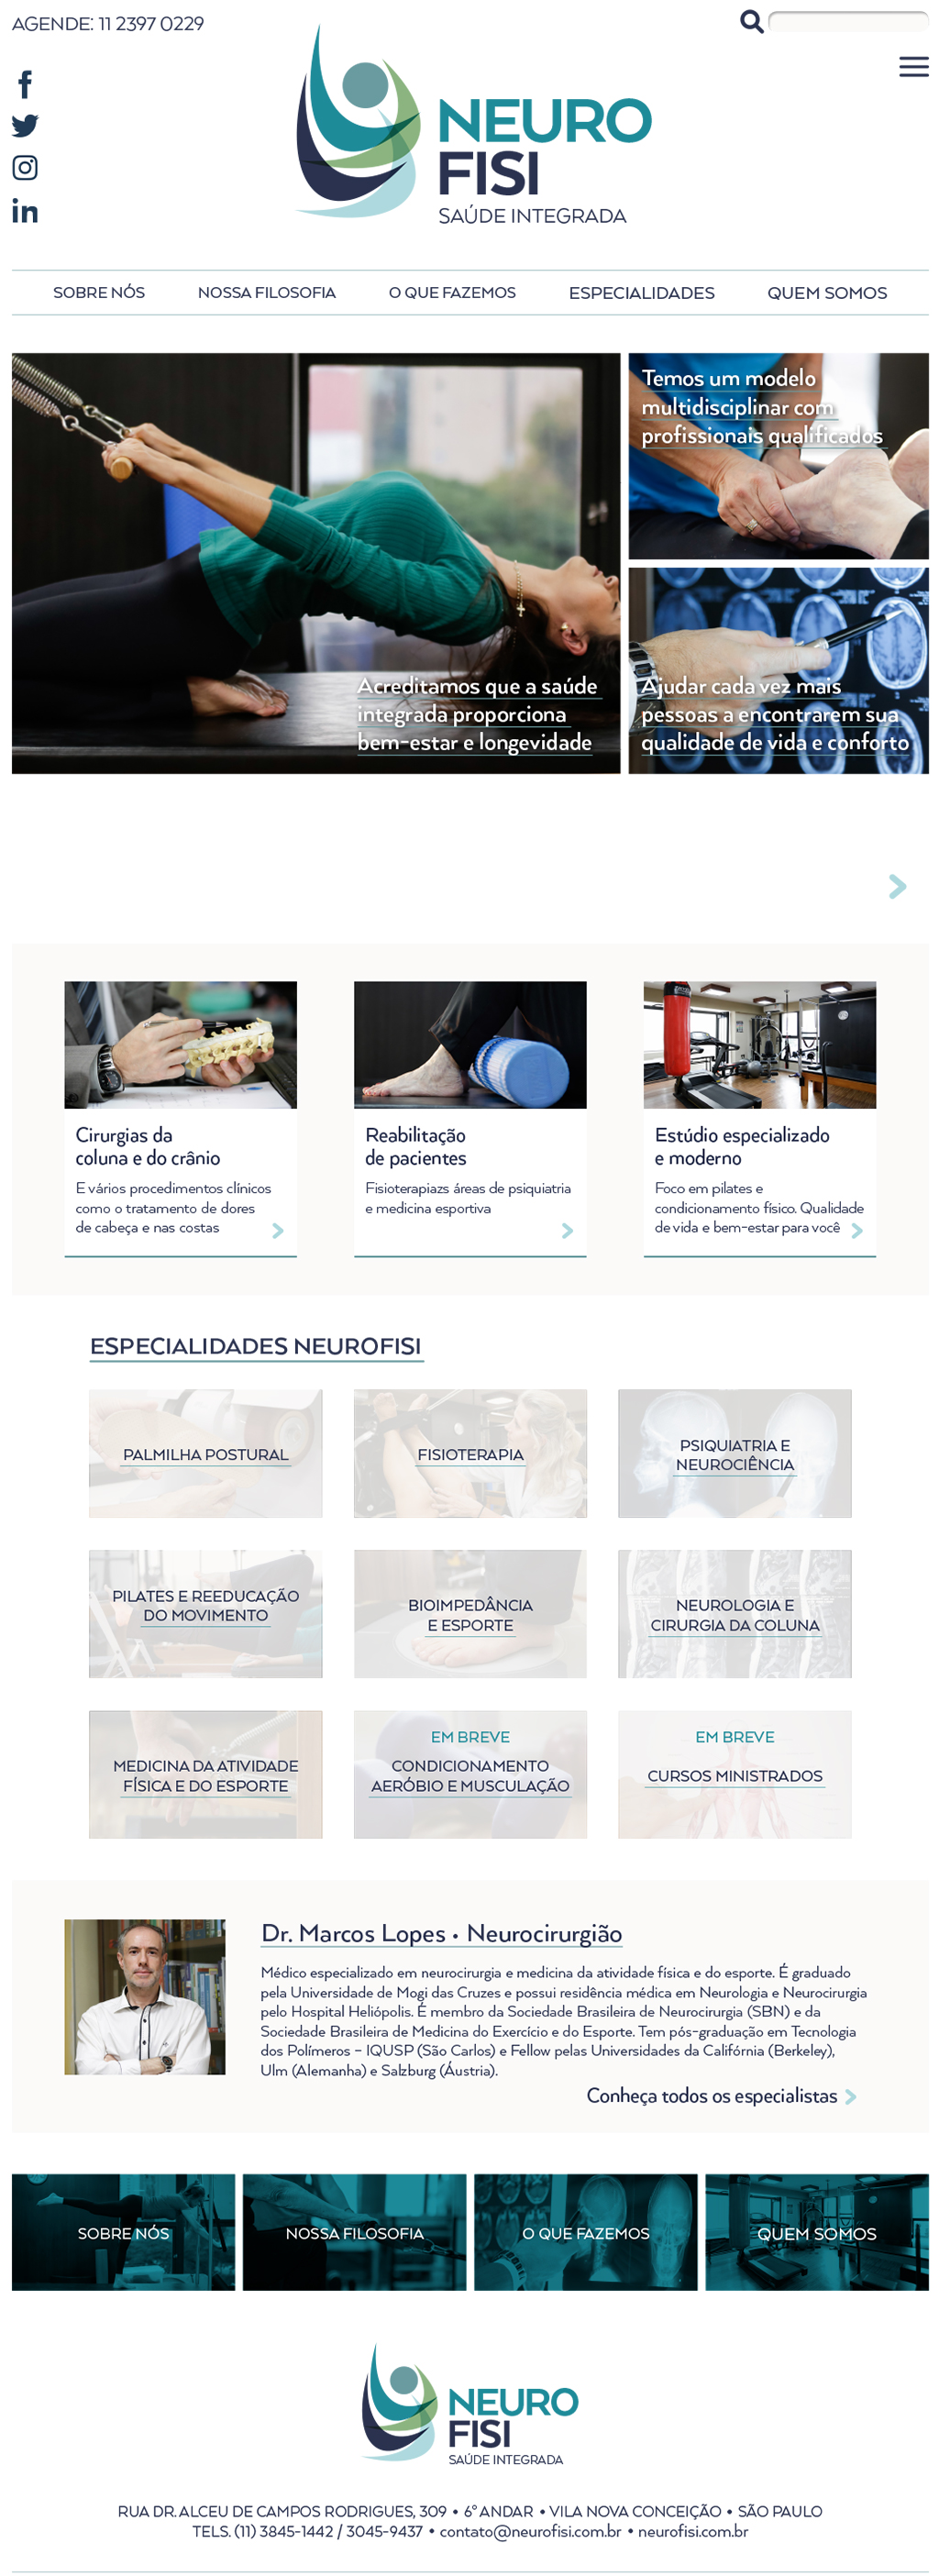 AGENDE: 11 2397 0229
NEURO
FISI
SAÚDE INTEGRADA
SOBRE NÓS
NOSSA FILOSOFIA
O QUE FAZEMOS
ESPECIALIDADES
QUEM SOMOS
Temos um modelo
multidisciplinar com
profissionais qualificados
Acreditamos que a saúde
integrada proporciona
bem-estar e longevidade
Ajudar cada vez mais
pessoas a encontrarem sua
qualidade de vida e conforto
Cirurgias da
coluna e do crânio
E vários procedimentos clínicos
como o tratamento de dores
de cabeça e nas costas
Reabilitação
de pacientes
Fisioterapiazs áreas de psiquiatria
e medicina esportiva
Estúdio especializado
e moderno
Foco em pilates e
condicionamento físico. Qualidade
de vida e bem-estar para você
ESPECIALIDADES NEUROFISI
PALMILHA POSTURAL
FISIOTERAPIA
PSIQUIATRIA E
NEUROCIÊNCIA
PILATES E REEDUCAÇÃO
DO MOVIMENTO
BIOIMPEDÂNCIA
E ESPORTE
NEUROLOGIA E
CIRURGIA DA COLUNA
MEDICINA DA ATIVIDADE
FÍSICA E DO ESPORTE
EM BREVE
CONDICIONAMENTO
AERÓBIO E MUSCULAÇÃO
EM BREVE
CURSOS MINISTRADOS
Dr. Marcos Lopes • Neurocirurgião
Médico especializado em neurocirurgia e medicina da atividade física e do esporte. É graduado
pela Universidade de Mogi das Cruzes e possui residência médica em Neurologia e Neurocirurgia
pelo Hospital Heliópolis. É membro da Sociedade Brasileira de Neurocirurgia (SBN) e da
Sociedade Brasileira de Medicina do Exercício e do Esporte. Tem pós-graduação em Tecnologia
dos Polímeros – IQUSP (São Carlos) e Fellow pelas Universidades da Califórnia (Berkeley),
Ulm (Alemanha) e Salzburg (Áustria).
Conheça todos os especialistas
SOBRE NÓS
NOSSA FILOSOFIA
O QUE FAZEMOS
QUEM SOMOS
NEURO
FISI
SAÚDE INTEGRADA
RUA DR. ALCEU DE CAMPOS RODRIGUES, 309 • 6º ANDAR • VILA NOVA CONCEIÇÃO • SÃO PAULO
TELS. (11) 3845-1442 / 3045-9437 • contato@neurofisi.com.br • neurofisi.com.br